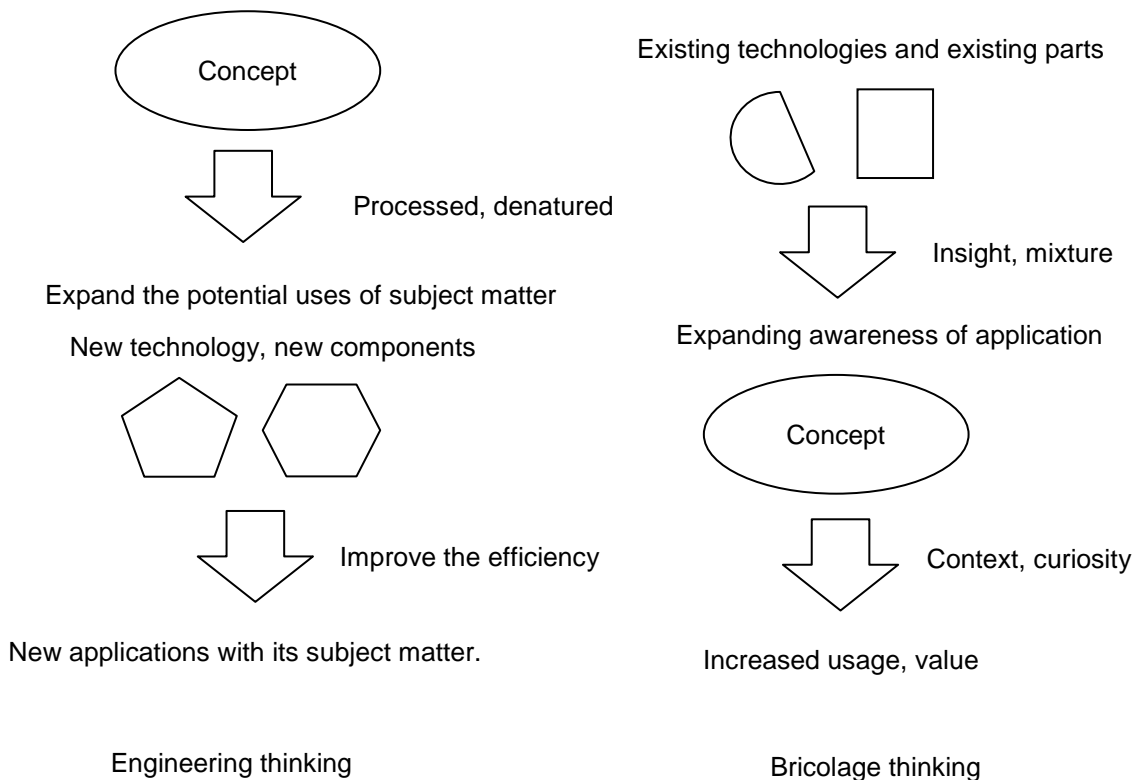 Concept
Processed, denatured
Expand the potential uses of subject matter
New technology, new components
Improve the efficiency
New applications with its subject matter.
Engineering thinking
Existing technologies and existing parts
Insight, mixture
Expanding awareness of application
Concept
Context, curiosity
Increased usage, value
Bricolage thinking